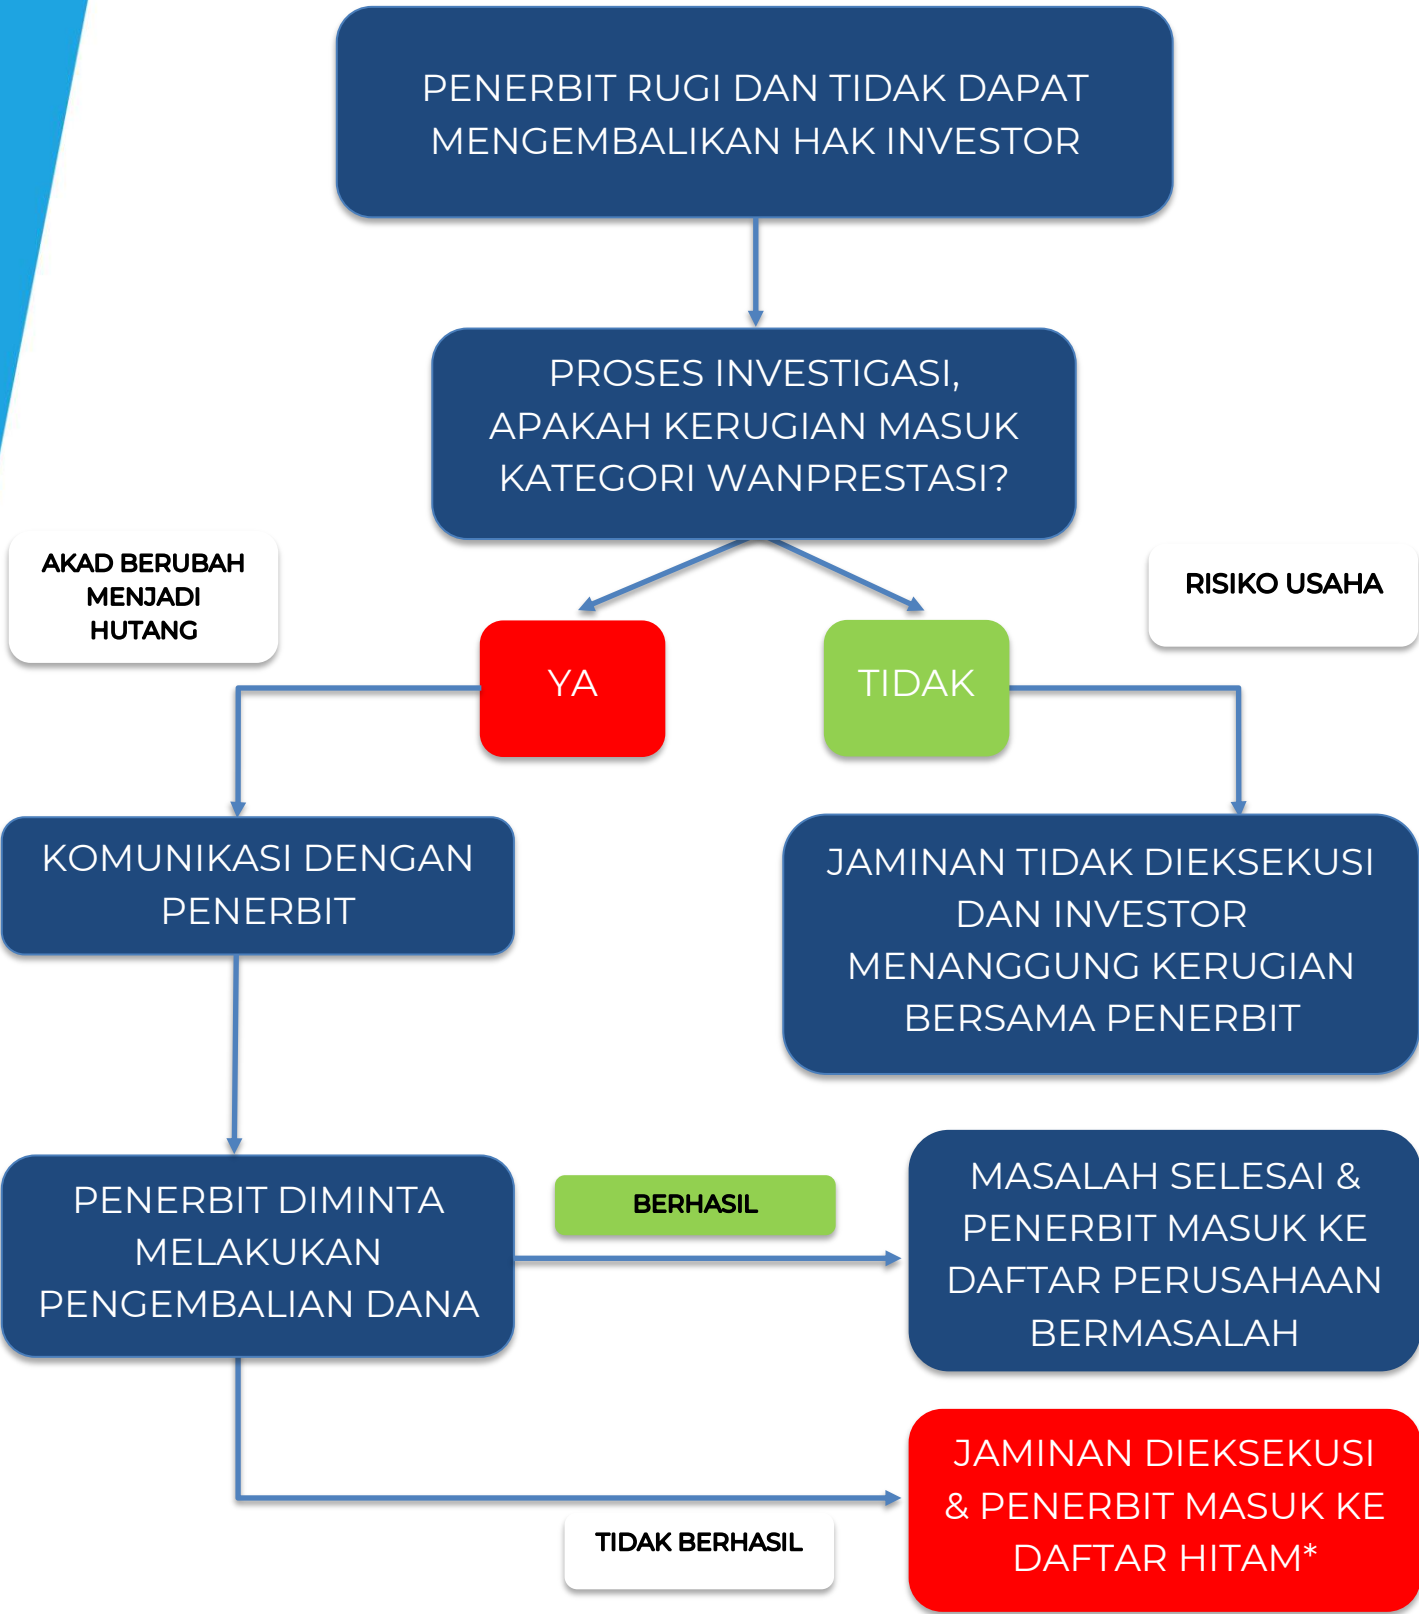 PENERBIT RUGI DAN TIDAK DAPAT
MENGEMBALIKAN HAK INVESTOR
PROSES INVESTIGASI,
APAKAH KERUGIAN MASUK
KATEGORI WANPRESTASI?
AKAD BERUBAH
MENJADI
HUTANG
RISIKO USAHA
YA
TIDAK
KOMUNIKASI DENGAN
PENERBIT
JAMINAN TIDAK DIEKSEKUSI
DAN INVESTOR
MENANGGUNG KERUGIAN
BERSAMA PENERBIT
PENERBIT DIMINTA
MELAKUKAN
PENGEMBALIAN DANA
BERHASIL
MASALAH SELESAI &
PENERBIT MASUK KE
DAFTAR PERUSAHAAN
BERMASALAH
TIDAK BERHASIL
JAMINAN DIEKSEKUSI
& PENERBIT MASUK KE
DAFTAR HITAM*